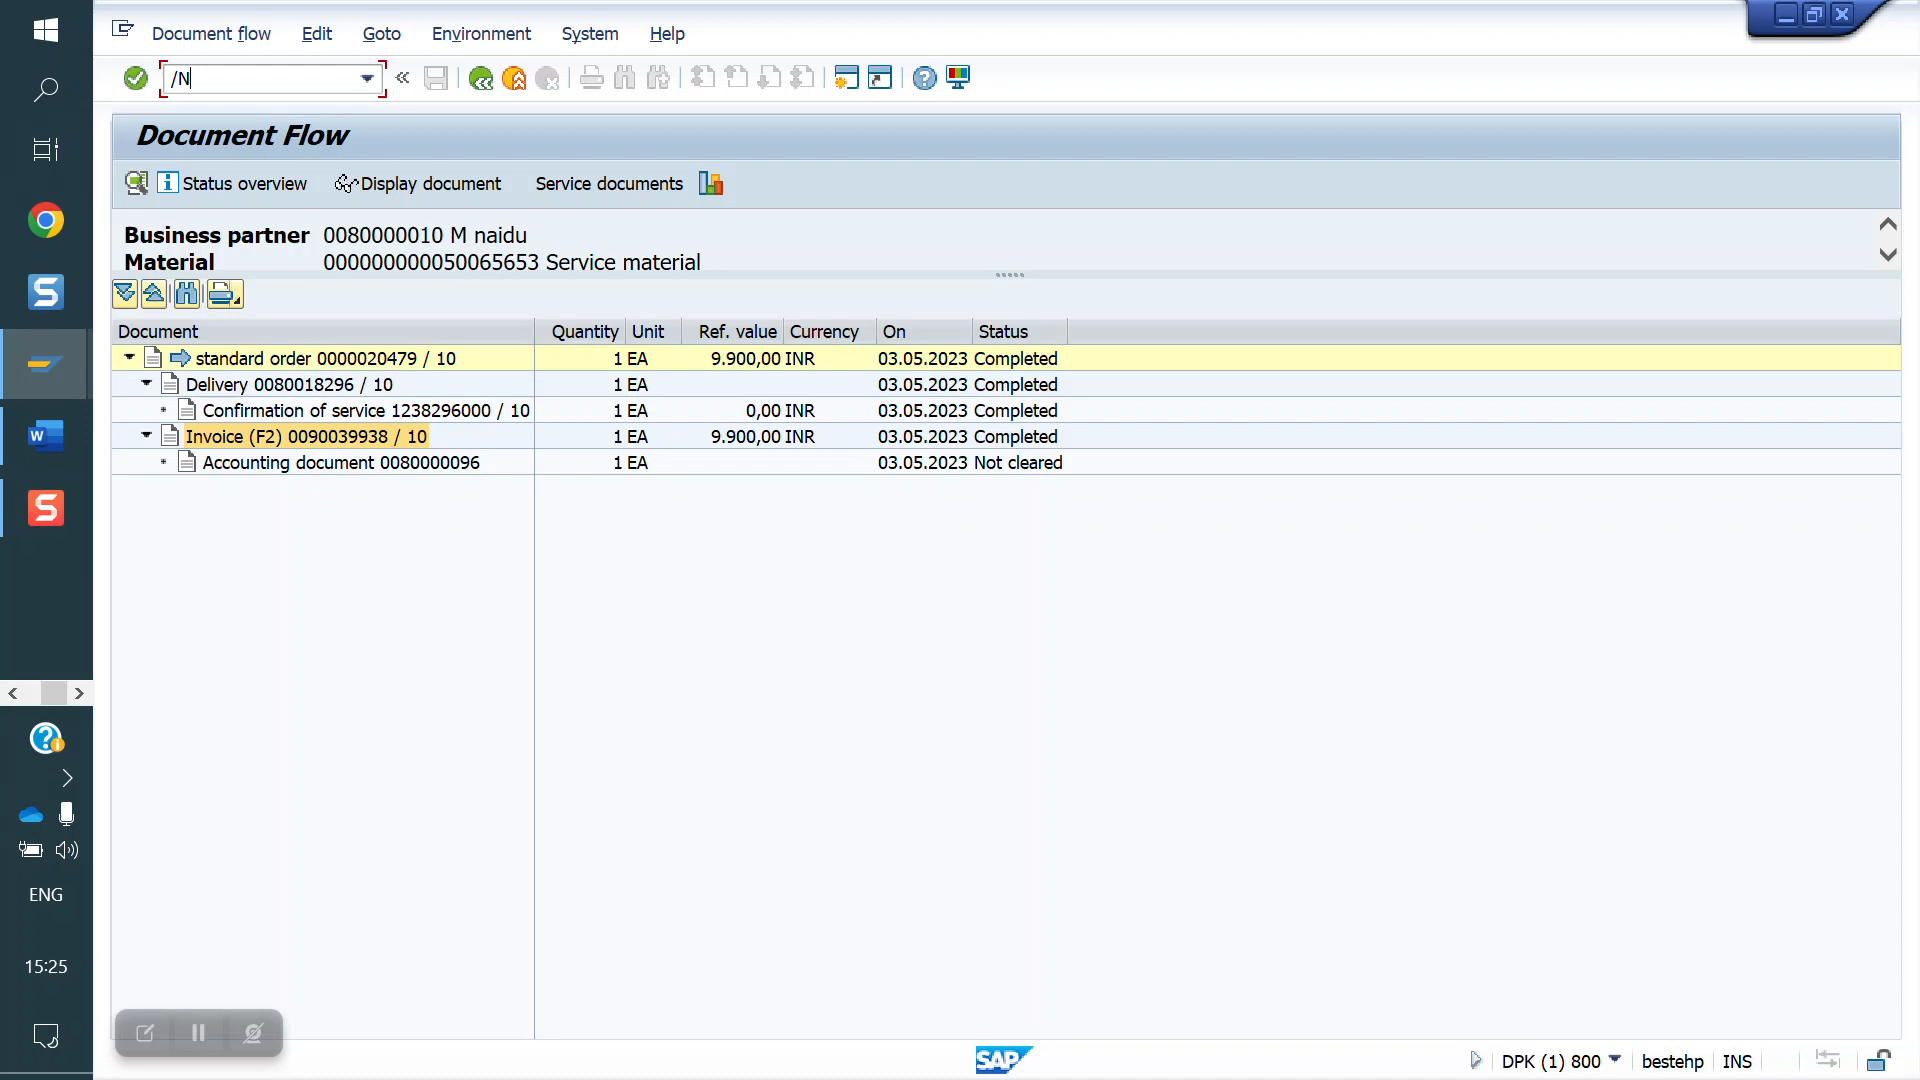 Document flow Edit Goto Environment System Help
/N
Document Flow
Status overview Display document Service documents
Business partner 0080000010 M naidu
Material 000000000050065653 Service material
Document Quantity Unit Ref. value Currency On Status
standard order 0000020479 / 10 1 EA 9.900,00 INR 03.05.2023 Completed
Delivery 0080018296 / 10 1 EA 03.05.2023 Completed
Confirmation of service 1238296000 / 10 1 EA 0,00 INR 03.05.2023 Completed
Invoice (F2) 0090039938 / 10 1 EA 9.900,00 INR 03.05.2023 Completed
Accounting document 0080000096 1 EA 03.05.2023 Not cleared
ENG
15:25
SAP
DPK (1) 800 bestehp INS